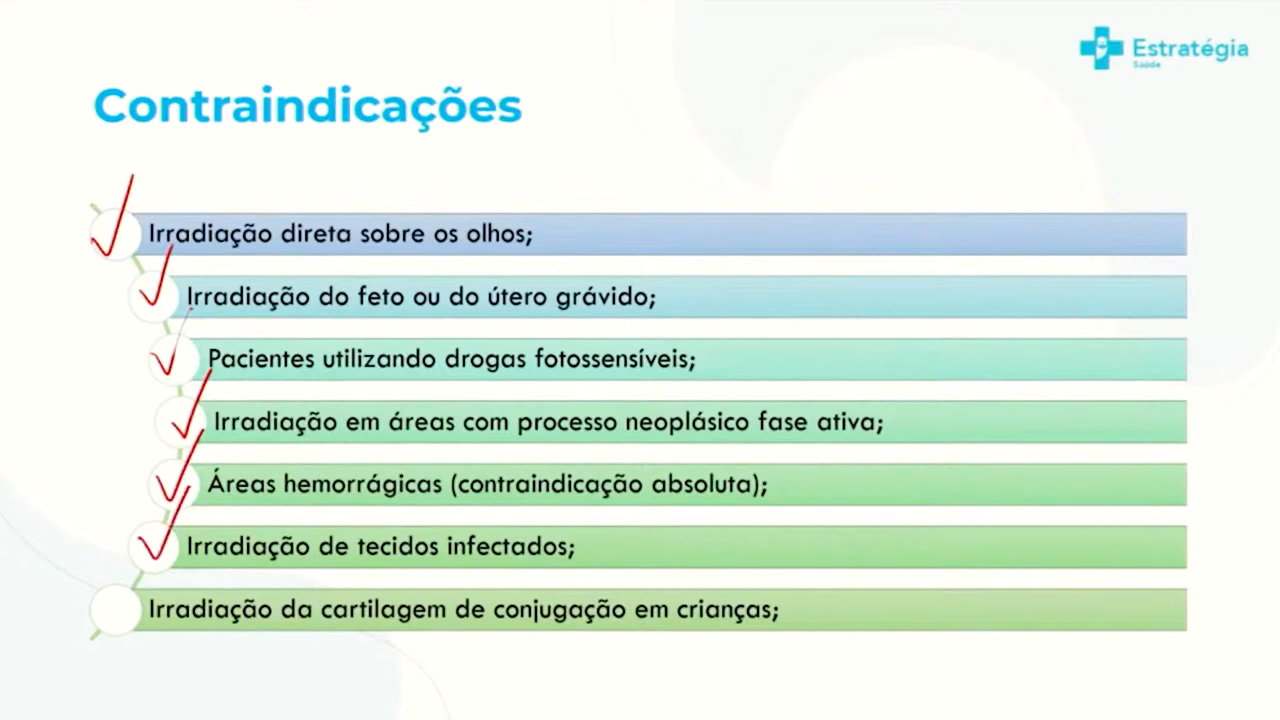 Estratégia
Saúde
Contraindicações
Irradiação direta sobre os olhos;
Irradiação do feto ou do útero grávido;
Pacientes utilizando drogas fotossensíveis;
Irradiação em áreas com processo neoplásico fase ativa;
Áreas hemorrágicas (contraindicação absoluta);
Irradiação de tecidos infectados;
Irradiação da cartilagem de conjugação em crianças;